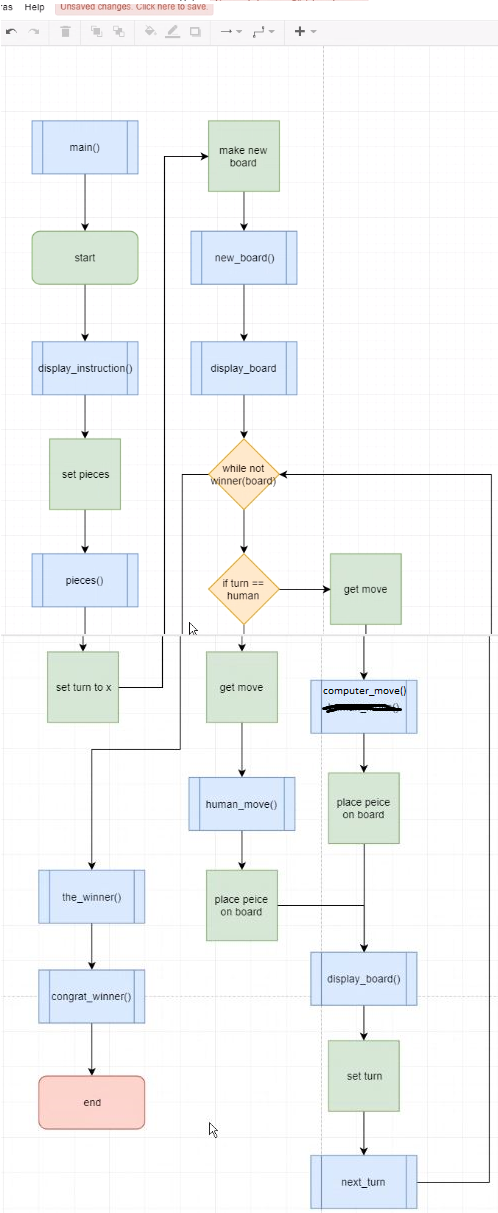 ras Help Unsaved changes. Click here to save.
main()
start
display_instruction()
set pieces
pieces()
set turn to x
make new
board
new_board()
display_board
while not
winner(board)
if turn ==
human
get move
get move
human_move()
place peice
on board
computer_move()
place peice
on board
display_board()
set turn
next_turn
the_winner()
congrat_winner()
end